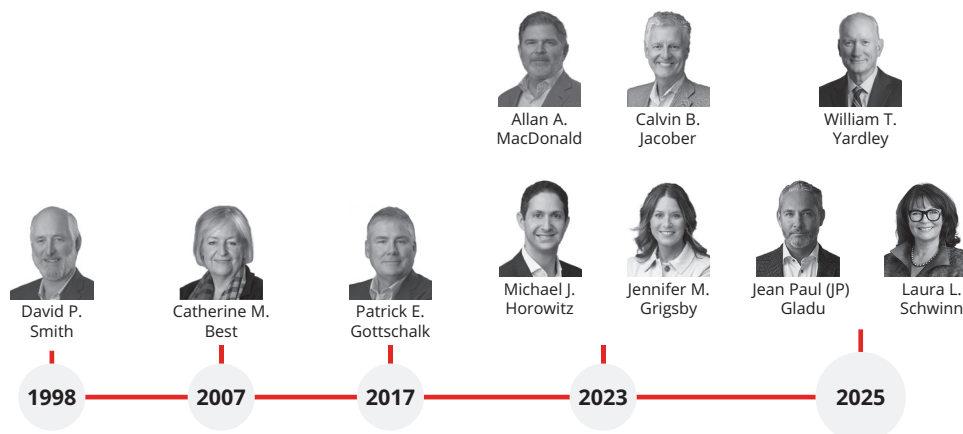 Allan A.
MacDonald
Calvin B.
Jacober
William T.
Yardley
David P.
Smith
Catherine M.
Best
Patrick E.
Gottschalk
Michael J.
Horowitz
Jennifer M.
Grigsby
Jean Paul (JP)
Gladu
Laura L.
Schwinn
1998
2007
2017
2023
2025